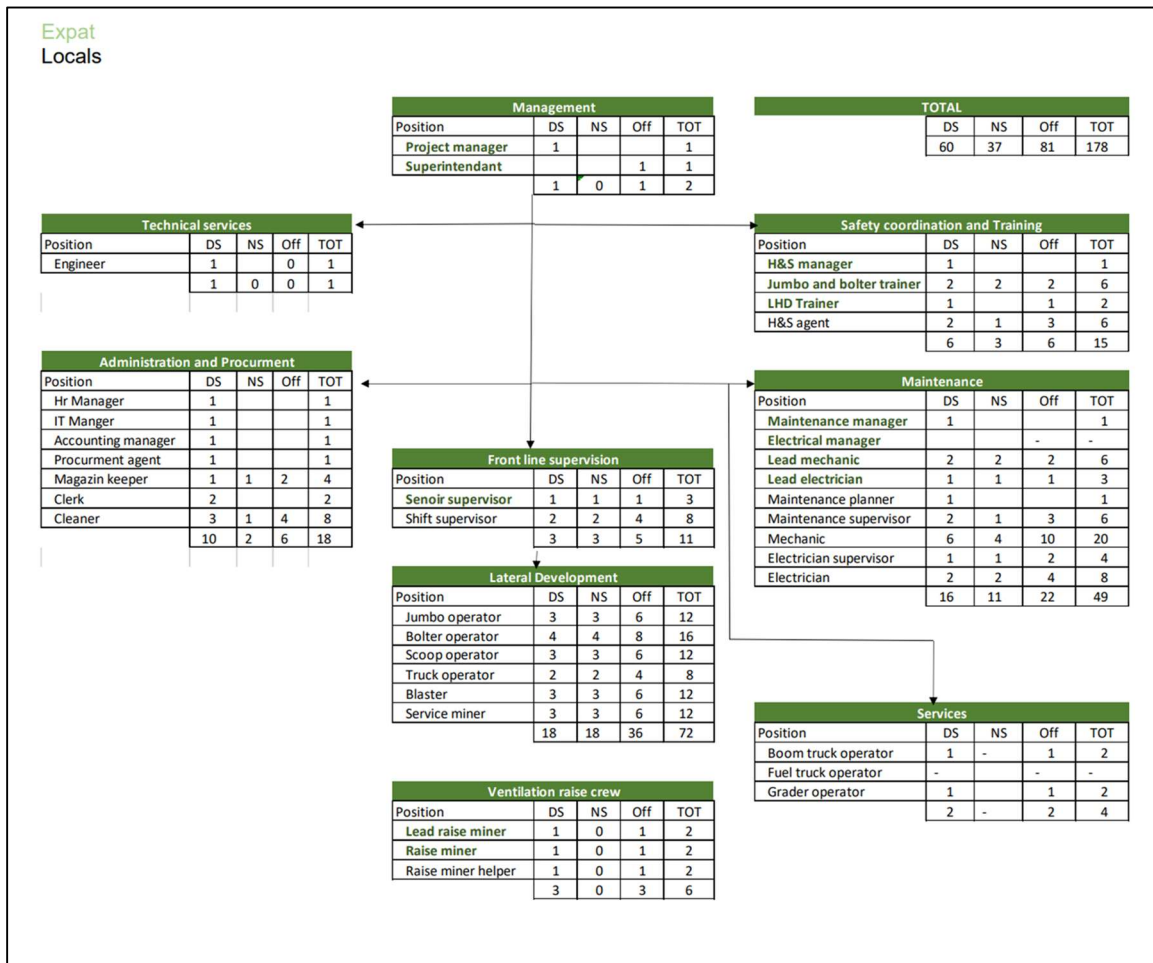 Expat
Locals
Management
Position DS NS Off TOT
Project manager 1 1
Superintendant 1 1
1 0 1 2
TOTAL
DS NS Off TOT
60 37 81 178
Technical services
Position DS NS Off TOT
Engineer 1 0 1
1 0 0 1
Safety coordination and Training
Position DS NS Off TOT
H&S manager 1 1
Jumbo and bolter trainer 2 2 2 6
LHD Trainer 1 1 2
H&S agent 2 1 3 6
6 3 6 15
Administration and Procurment
Position DS NS Off TOT
Hr Manager 1 1
IT Manger 1 1
Accounting manager 1 1
Procurment agent 1 1
Magazin keeper 1 1 2 4
Clerk 2 2
Cleaner 3 1 4 8
10 2 6 18
Front line supervision
Position DS NS Off TOT
Senoir supervisor 1 1 1 3
Shift supervisor 2 2 4 8
3 3 5 11
Maintenance
Position DS NS Off TOT
Maintenance manager 1 1
Electrical manager - -
Lead mechanic 2 2 2 6
Lead electrician 1 1 1 3
Maintenance planner 1 1
Maintenance supervisor 2 1 3 6
Mechanic 6 4 10 20
Electrician supervisor 1 1 2 4
Electrician 2 2 4 8
16 11 22 49
Lateral Development
Position DS NS Off TOT
Jumbo operator 3 3 6 12
Bolter operator 4 4 8 16
Scoop operator 3 3 6 12
Truck operator 2 2 4 8
Blaster 3 3 6 12
Service miner 3 3 6 12
18 18 36 72
Services
Position DS NS Off TOT
Boom truck operator 1 - 1 2
Fuel truck operator - - -
Grader operator 1 1 2
2 - 2 4
Ventilation raise crew
Position DS NS Off TOT
Lead raise miner 1 0 1 2
Raise miner 1 0 1 2
Raise miner helper 1 0 1 2
3 0 3 6